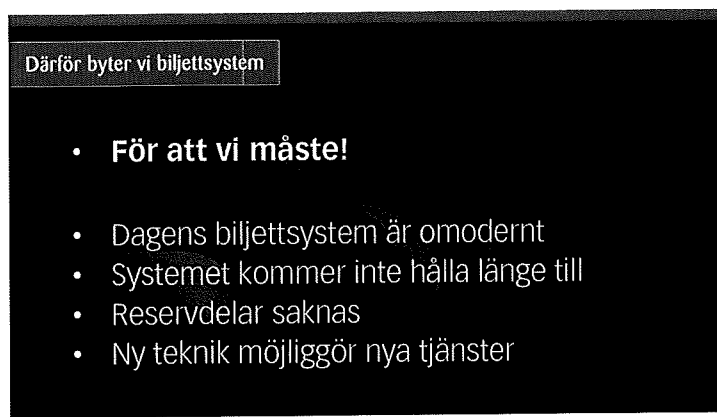 Därför byter vi biljettsystem
• För att vi måste!
• Dagens biljettsystem är omodernt
• Systemet kommer inte hålla länge till
• Reservdelar saknas
• Ny teknik möjliggör nya tjänster